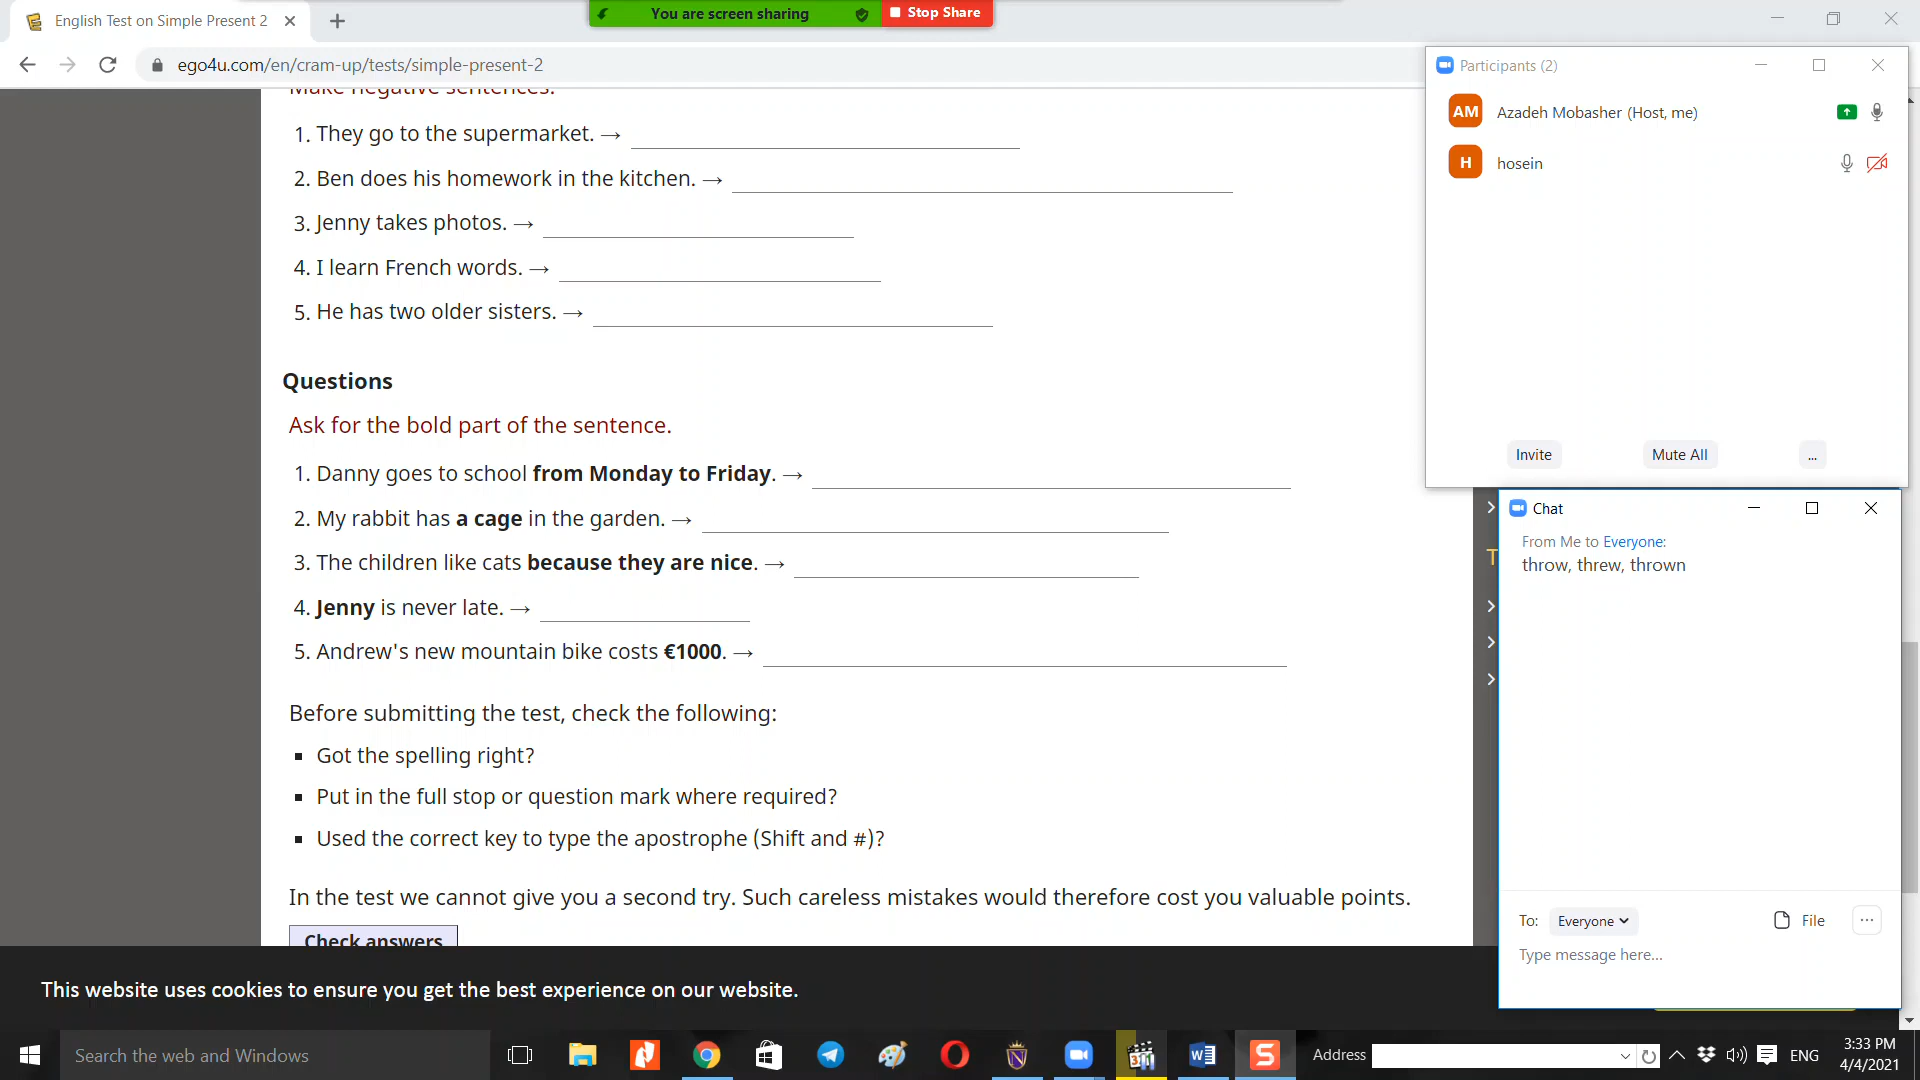 English Test on Simple Present 2
You are screen sharing
Stop Share
ego4u.com/en/cram-up/tests/simple-present-2
Make negative sentences.
1. They go to the supermarket. →
2. Ben does his homework in the kitchen. →
3. Jenny takes photos. →
4. I learn French words. →
5. He has two older sisters. →
Questions
Ask for the bold part of the sentence.
1. Danny goes to school from Monday to Friday. →
2. My rabbit has a cage in the garden. →
3. The children like cats because they are nice. →
4. Jenny is never late. →
5. Andrew's new mountain bike costs €1000. →
Before submitting the test, check the following:
▪ Got the spelling right?
▪ Put in the full stop or question mark where required?
▪ Used the correct key to type the apostrophe (Shift and #)?
In the test we cannot give you a second try. Such careless mistakes would therefore cost you valuable points.
Check answers
This website uses cookies to ensure you get the best experience on our website.
Participants (2)
AM Azadeh Mobasher (Host, me)
H hosein
Invite
Mute All
...
T
Chat
From Me to Everyone:
throw, threw, thrown
To: Everyone
File
...
Type message here...
Search the web and Windows
Address
ENG
3:33 PM
4/4/2021